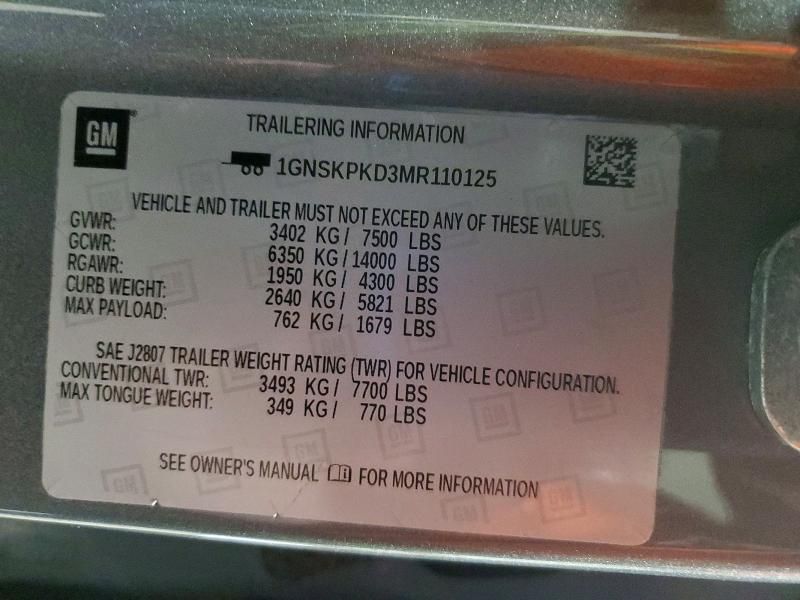 GM
TRAILERING INFORMATION
1GNSKPKD3MR110125
VEHICLE AND TRAILER MUST NOT EXCEED ANY OF THESE VALUES.
GVWR: 3402 KG / 7500 LBS
GCWR: 6350 KG / 14000 LBS
RGAWR: 1950 KG / 4300 LBS
CURB WEIGHT: 2640 KG / 5821 LBS
MAX PAYLOAD: 762 KG / 1679 LBS
SAE J2807 TRAILER WEIGHT RATING (TWR) FOR VEHICLE CONFIGURATION.
CONVENTIONAL TWR: 3493 KG / 7700 LBS
MAX TONGUE WEIGHT: 349 KG / 770 LBS
SEE OWNER'S MANUAL FOR MORE INFORMATION